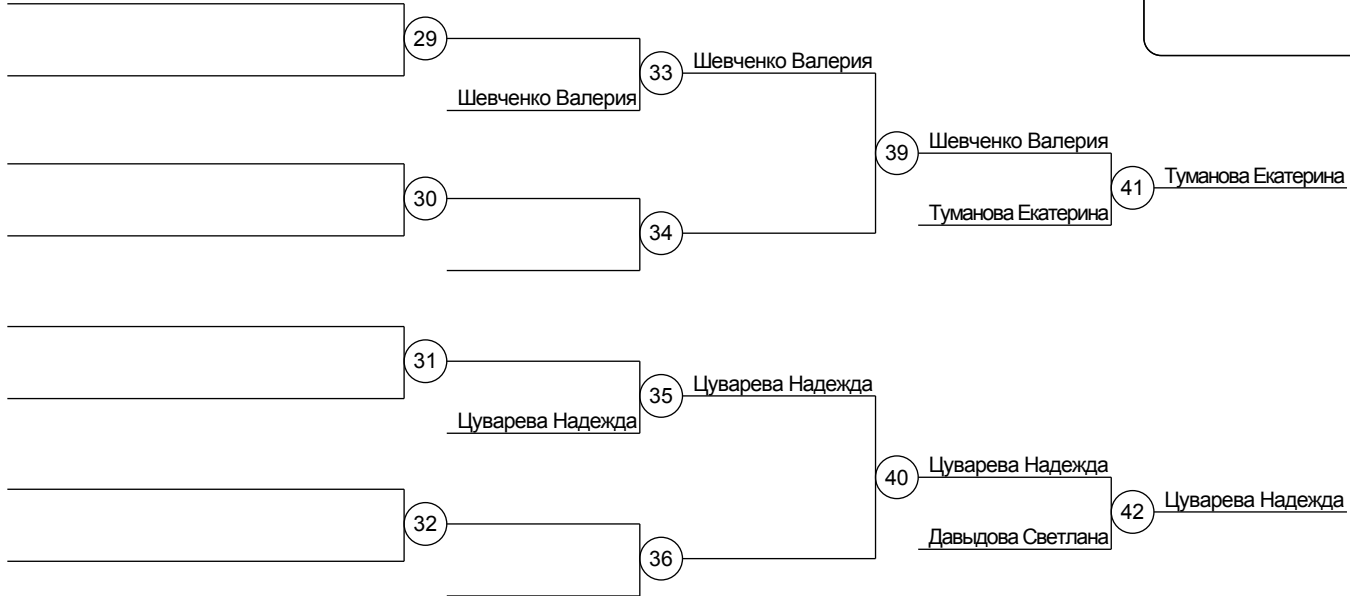 29
33
Шевченко Валерия
Шевченко Валерия
39
Шевченко Валерия
41
Туманова Екатерина
30
Туманова Екатерина
34
31
35
Цуварева Надежда
Цуварева Надежда
40
Цуварева Надежда
42
Цуварева Надежда
32
Давыдова Светлана
36